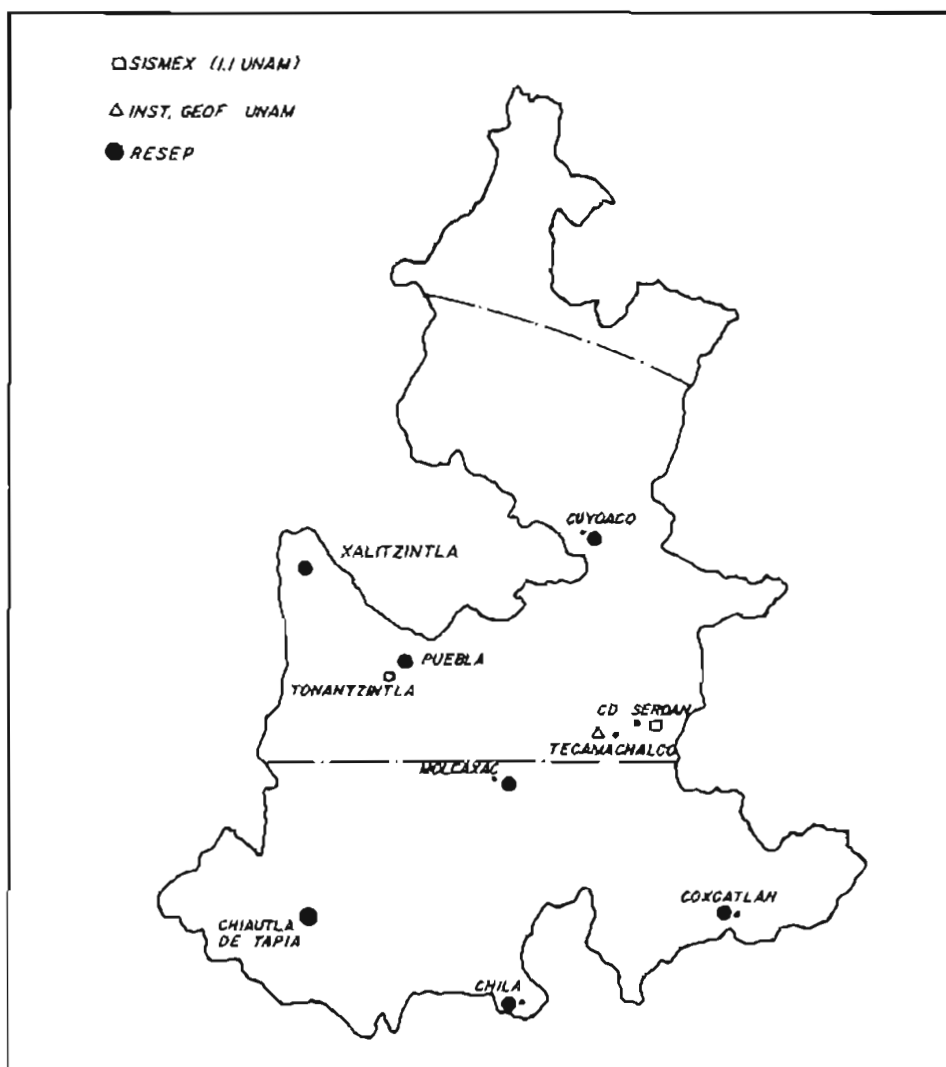 SISMEX (I.I UNAM)
INST. GEOF UNAM
RESEP
CUYOACO
XALITZINTLA
PUEBLA
TONANTZINTLA
CD SERDAN
TECAMACHALCO
MOLCAXAC
COXCATLAN
CHIAUTLA
DE TAPIA
CHILA